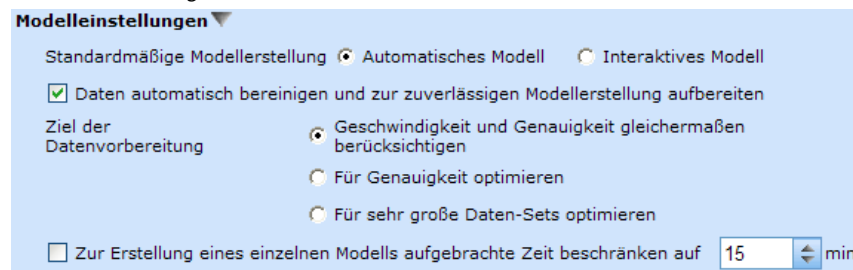 Modelleinstellungen
Standardmäßige Modellerstellung Automatisches Modell Interaktives Modell
Daten automatisch bereinigen und zur zuverlässigen Modellerstellung aufbereiten
Ziel der Datenvorbereitung
Geschwindigkeit und Genauigkeit gleichermaßen
berücksichtigen
Für Genauigkeit optimieren
Für sehr große Daten-Sets optimieren
Zur Erstellung eines einzelnen Modells aufgebrachte Zeit beschränken auf 15 min